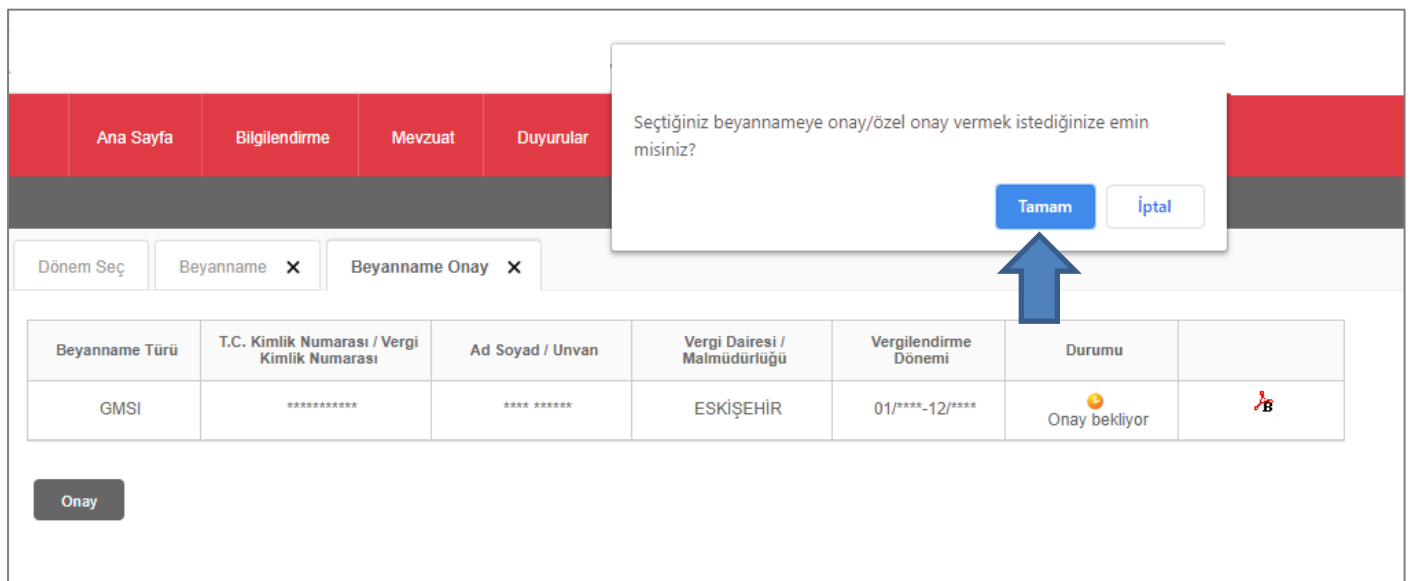 Seçtiğiniz beyannameye onay/özel onay vermek istediğinize emin
misiniz?
Tamam İptal
Ana Sayfa Bilgilendirme Mevzuat Duyurular
Dönem Seç Beyanname X Beyanname Onay X
Beyanname Türü
T.C. Kimlik Numarası / Vergi
Kimlik Numarası
Ad Soyad / Unvan
Vergi Dairesi /
Malmüdürlüğü
Vergilendirme
Dönemi
Durumu
GMSI
***********
**** ******
ESKİŞEHİR
01/****-12/****
Onay bekliyor
B
Onay